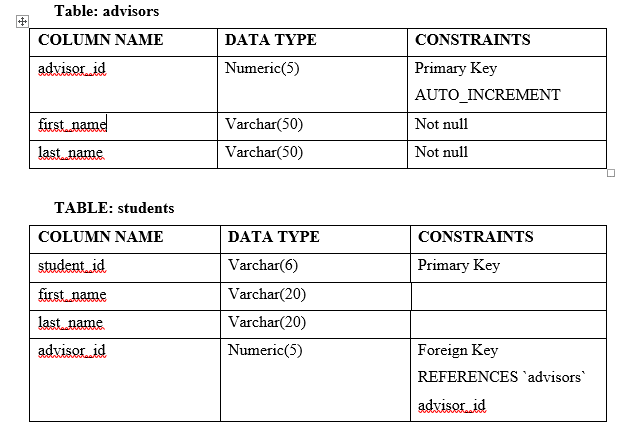 Table: advisors
COLUMN NAME DATA TYPE CONSTRAINTS
advisor_id Numeric(5) Primary Key
AUTO_INCREMENT
first_name Varchar(50) Not null
last_name Varchar(50) Not null
TABLE: students
COLUMN NAME DATA TYPE CONSTRAINTS
student_id Varchar(6) Primary Key
first_name Varchar(20)
last_name Varchar(20)
advisor_id Numeric(5) Foreign Key
REFERENCES `advisors`
advisor_id